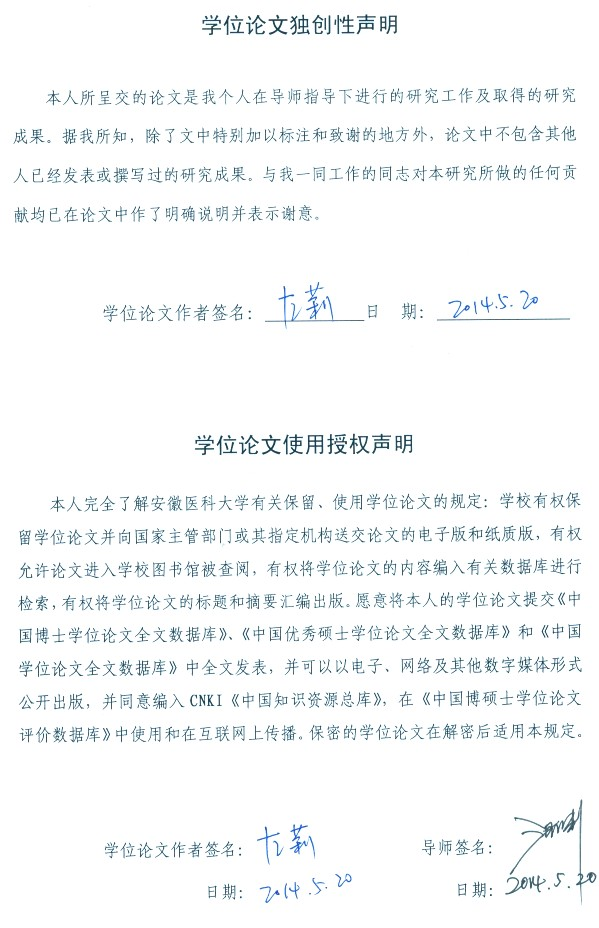 学位论文独创性声明
本人所呈交的论文是我个人在导师指导下进行的研究工作及取得的研究
成果。据我所知，除了文中特别加以标注和致谢的地方外，论文中不包含其他
人已经发表或撰写过的研究成果。与我一同工作的同志对本研究所做的任何贡
献均已在论文中作了明确说明并表示谢意。
学位论文作者签名：莉 日 期：2014.5.20
学位论文使用授权声明
本人完全了解安徽医科大学有关保留、使用学位论文的规定：学校有权保
留学位论文并向国家主管部门或其指定机构送交论文的电子版和纸质版，有权
允许论文进入学校图书馆被查阅，有权将学位论文的内容编入有关数据库进行
检索，有权将学位论文的标题和摘要汇编出版。愿意将本人的学位论文提交《中
国博士学位论文全文数据库》、《中国优秀硕士学位论文全文数据库》和《中国
学位论文全文数据库》中全文发表，并可以以电子、网络及其他数字媒体形式
公开出版，并同意编入 CNKI《中国知识资源总库》，在《中国博硕士学位论文
评价数据库》中使用和在互联网上传播。保密的学位论文在解密后适用本规定。
学位论文作者签名：莉 导师签名：
日期：2014.5.20 日期：2014.5.20